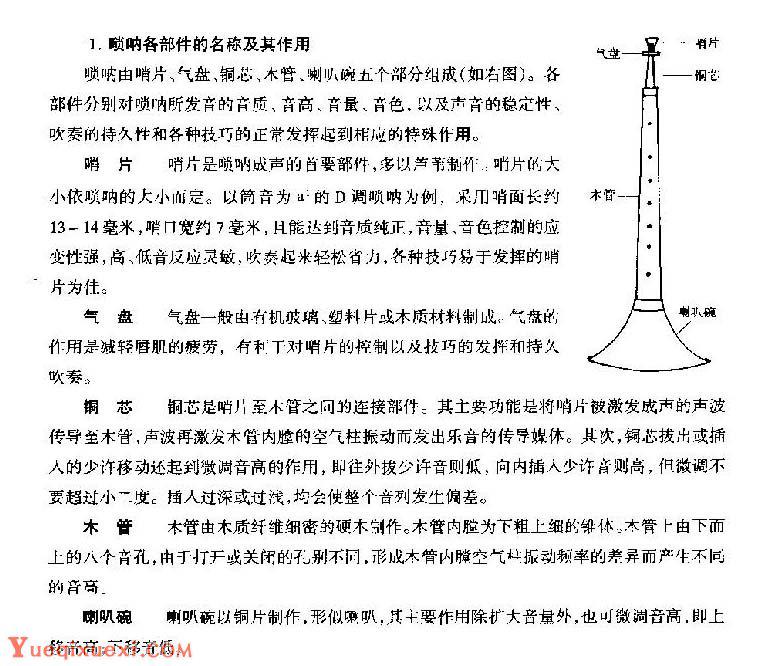 1. 唢呐各部件的名称及其作用
唢呐由哨片、气盘、铜芯、木管、喇叭碗五个部分组成(如右图)。各
部件分别对唢呐所发音的音质、音高、音量、音色、以及声音的稳定性、
吹奏的持久性和各种技巧的正常发挥起到相应的特殊作用。
哨 片 哨片是唢呐成声的首要部件,多以芦苇制作。哨片的大
小依唢呐的大小而定。以筒音为 a¹ 的 D 调唢呐为例, 采用哨面长约
13-14 毫米,哨口宽约 7 毫米,且能达到音质纯正,音量、音色控制的应
变性强,高、低音反应灵敏,吹奏起来轻松省力,各种技巧易于发挥的哨
片为佳。
气 盘 气盘一般由有机玻璃、塑料片或木质材料制成。气盘的
作用是减轻唇肌的疲劳, 有利于对哨片的控制以及技巧的发挥和持久
吹奏。
铜 芯 铜芯是哨片至木管之间的连接部件。其主要功能是将哨片被激发成声的声波
传导至木管,声波再激发木管内膛的空气柱振动而发出乐音的传导媒体。其次,铜芯拔出或插
入的少许移动还起到微调音高的作用, 即往外拔少许音则低, 向内插入少许音则高, 但微调不
要超过小二度。插入过深或过浅,均会使整个音列发生偏差。
木 管 木管由木质纤维细密的硬木制作。木管内膛为下粗上细的锥体。木管上由下而
上的八个音孔,由于打开或关闭的孔别不同,形成木管内膛空气柱振动频率的差异而产生不同
的音高。
喇叭碗 喇叭碗以铜片制作,形似喇叭,其主要作用除扩大音量外,也可微调音高,即上
移音高,下移音低。
哨片
气盘
铜芯
木管
喇叭碗
Yueqixuexi.COM